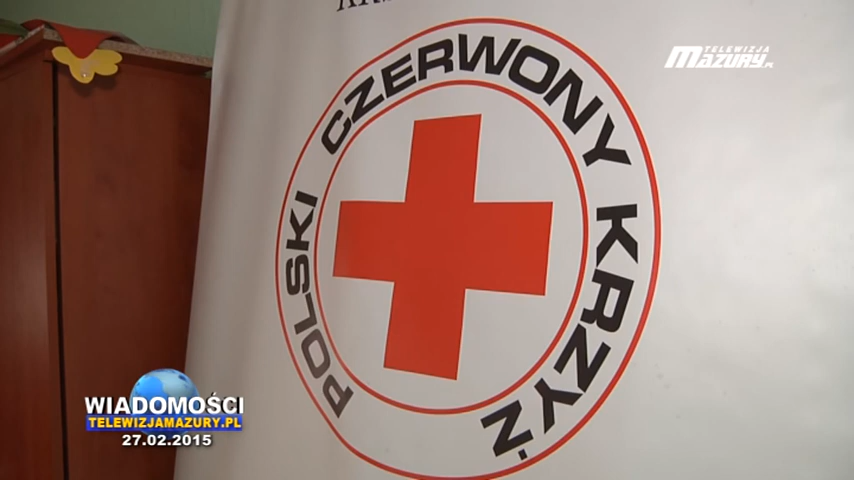 TELEWIZJA
MAZURY.PL
POLSKI CZERWONY KRZYŻ
WIADOMOŚCI
TELEWIZJAMAZURY.PL
27.02.2015